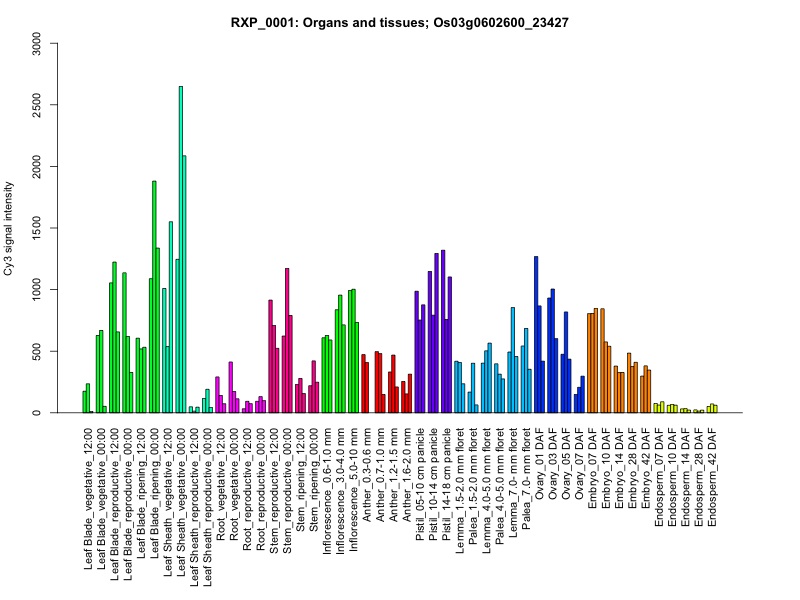 RXP_0001: Organs and tissues; Os03g0602600_23427
Cy3 signal intensity
3000
2500
2000
1500
1000
500
0
Leaf Blade_vegetative_12:00
Leaf Blade_vegetative_00:00
Leaf Blade_reproductive_12:00
Leaf Blade_reproductive_00:00
Leaf Blade_ripening_12:00
Leaf Blade_ripening_00:00
Leaf Sheath_vegetative_12:00
Leaf Sheath_vegetative_00:00
Leaf Sheath_reproductive_12:00
Leaf Sheath_reproductive_00:00
Root_vegetative_12:00
Root_vegetative_00:00
Root_reproductive_12:00
Root_reproductive_00:00
Stem_reproductive_12:00
Stem_reproductive_00:00
Stem_ripening_12:00
Stem_ripening_00:00
Inflorescence_0.6-1.0 mm
Inflorescence_3.0-4.0 mm
Inflorescence_5.0-10 mm
Anther_0.3-0.6 mm
Anther_0.7-1.0 mm
Anther_1.2-1.5 mm
Anther_1.6-2.0 mm
Pistil_05-10 cm panicle
Pistil_10-14 cm panicle
Pistil_14-18 cm panicle
Lemma_1.5-2.0 mm floret
Palea_1.5-2.0 mm floret
Lemma_4.0-5.0 mm floret
Palea_4.0-5.0 mm floret
Lemma_7.0- mm floret
Palea_7.0- mm floret
Ovary_01 DAF
Ovary_03 DAF
Ovary_05 DAF
Ovary_07 DAF
Embryo_07 DAF
Embryo_10 DAF
Embryo_14 DAF
Embryo_28 DAF
Embryo_42 DAF
Endosperm_07 DAF
Endosperm_10 DAF
Endosperm_14 DAF
Endosperm_28 DAF
Endosperm_42 DAF